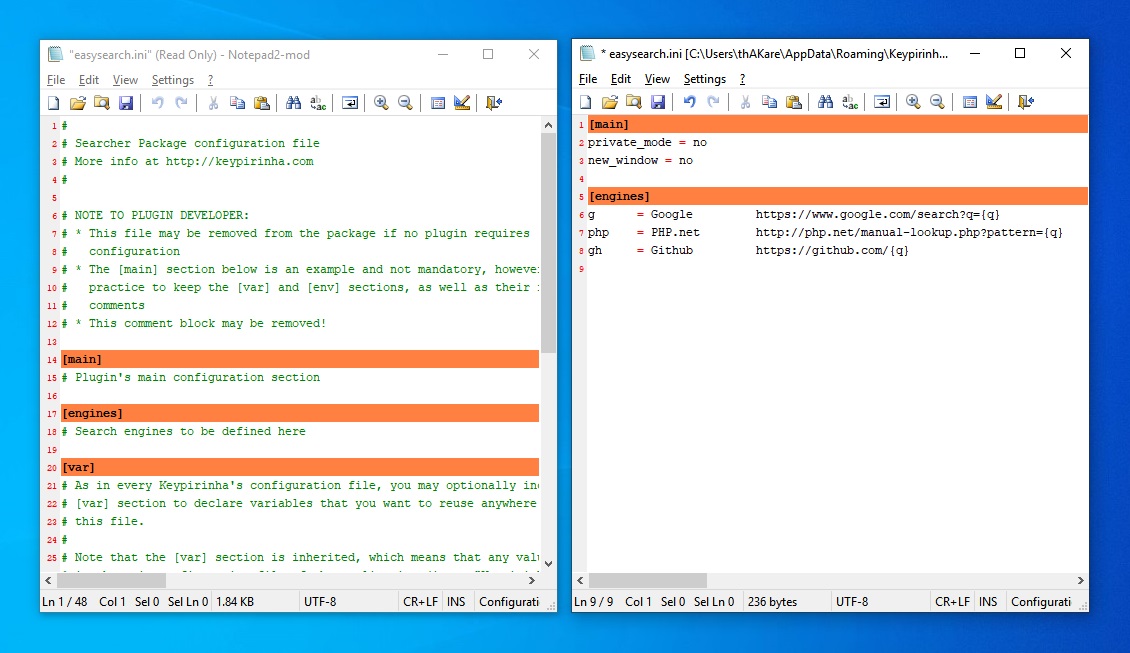 "easysearch.ini" (Read Only) - Notepad2-mod
File Edit View Settings ?
1 #
2 # Searcher Package configuration file
3 # More info at http://keypirinha.com
4 #
5
6 # NOTE TO PLUGIN DEVELOPER:
7 # * This file may be removed from the package if no plugin requires
8 #   configuration
9 # * The [main] section below is an example and not mandatory,
10 #   practice to keep the [var] and [env] sections, as well as their
11 #   comments
12 # * This comment block may be removed!
13
14 [main]
15 # Plugin's main configuration section
16
17 [engines]
18 # Search engines to be defined here
19
20 [var]
21 # As in every Keypirinha's configuration file, you may optionally
22 # [var] section to declare variables that you want to reuse anywhere
23 # this file.
24 #
25 # Note that the [var] section is inherited, which means that any
Ln 1 / 48 Col 1 Sel 0 Sel Ln 0 1.84 KB UTF-8 CR+LF INS Configurati
* easysearch.ini [C:\Users\thAKare\AppData\Roaming\Keypirinh...
File Edit View Settings ?
1 [main]
2 private_mode = no
3 new_window = no
4
5 [engines]
6 g      = Google         https://www.google.com/search?q={q}
7 php    = PHP.net        http://php.net/manual-lookup.php?pattern={q}
8 gh     = Github         https://github.com/{q}
9
Ln 9 / 9 Col 1 Sel 0 Sel Ln 0 236 bytes UTF-8 CR+LF INS Configurati